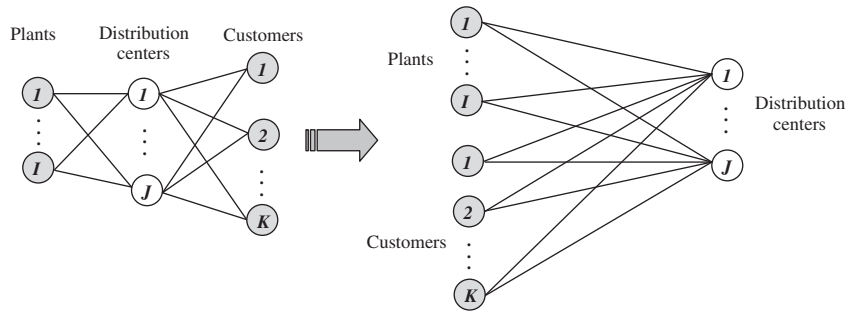 Plants
Distribution
centers
Customers
1
I
1
J
1
2
K
Plants
Customers
1
I
1
2
K
1
J
Distribution
centers